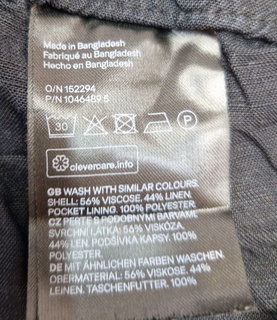 Made in Bangladesh
Fabriqué au Bangladesh
Hecho en Bangladesh
O/N 152294
P/N 1046489.5
30
P
clevercare.info
GB WASH WITH SIMILAR COLOURS.
SHELL: 56% VISCOSE. 44% LINEN.
POCKET LINING. 100% POLYESTER.
CZ PERTE S PODOBNÝMI BARVAMI.
SVRCHNÍ LÁTKA: 56% VISKÓZA.
44% LEN. PODŠÍVKA KAPSY. 100%
POLYESTER.
DE MIT ÄHNLICHEN FARBEN WASCHEN.
OBERMATERIAL: 56% VISKOSE. 44%
LEINEN. TASCHENFUTTER. 100%